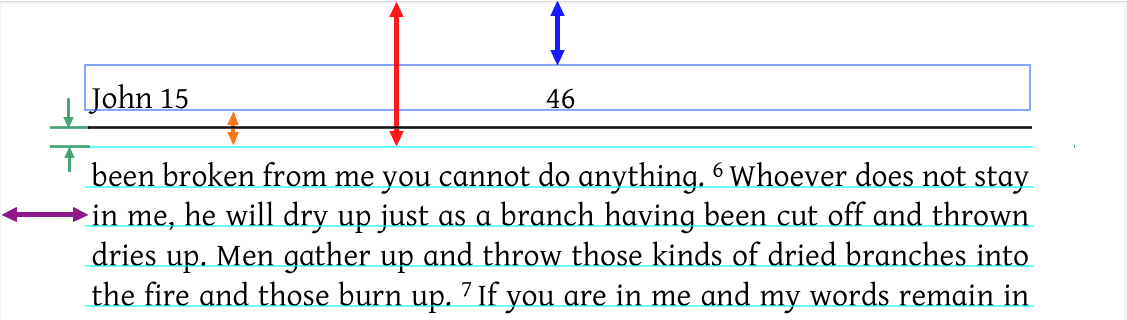 John 15 46
been broken from me you cannot do anything. 6 Whoever does not stay
in me, he will dry up just as a branch having been cut off and thrown
dries up. Men gather up and throw those kinds of dried branches into
the fire and those burn up. 7 If you are in me and my words remain in